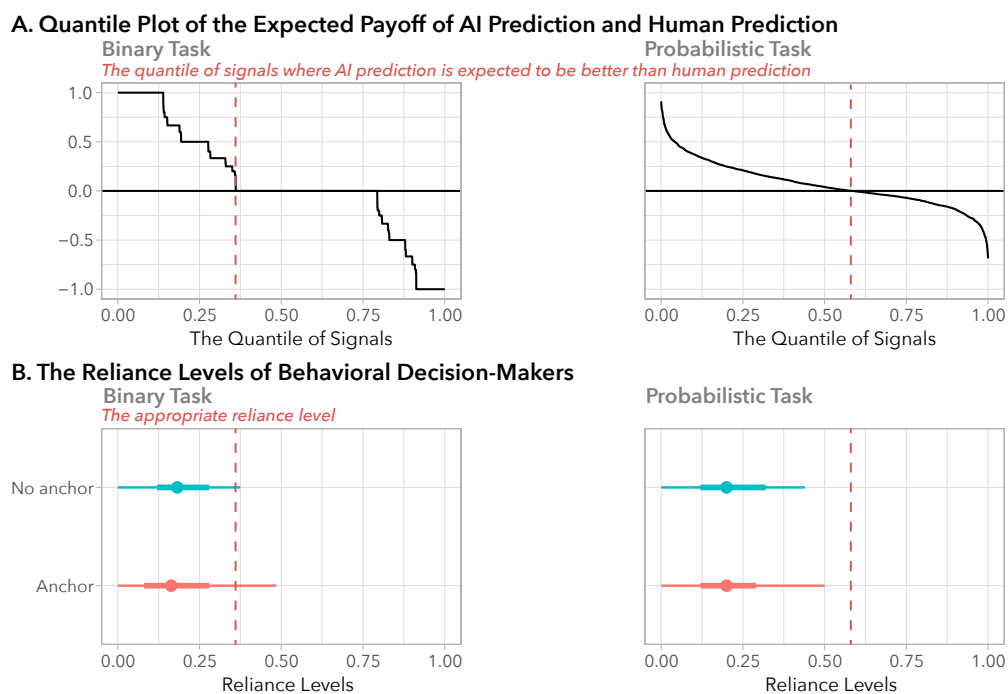 A. Quantile Plot of the Expected Payoff of AI Prediction and Human Prediction
Binary Task
Probabilistic Task
The quantile of signals where AI prediction is expected to be better than human prediction
1.0
0.5
0.0
−0.5
−1.0
0.00 0.25 0.50 0.75 1.00
0.00 0.25 0.50 0.75 1.00
The Quantile of Signals
The Quantile of Signals
B. The Reliance Levels of Behavioral Decision-Makers
Binary Task
Probabilistic Task
The appropriate reliance level
No anchor
Anchor
0.00 0.25 0.50 0.75 1.00
0.00 0.25 0.50 0.75 1.00
Reliance Levels
Reliance Levels